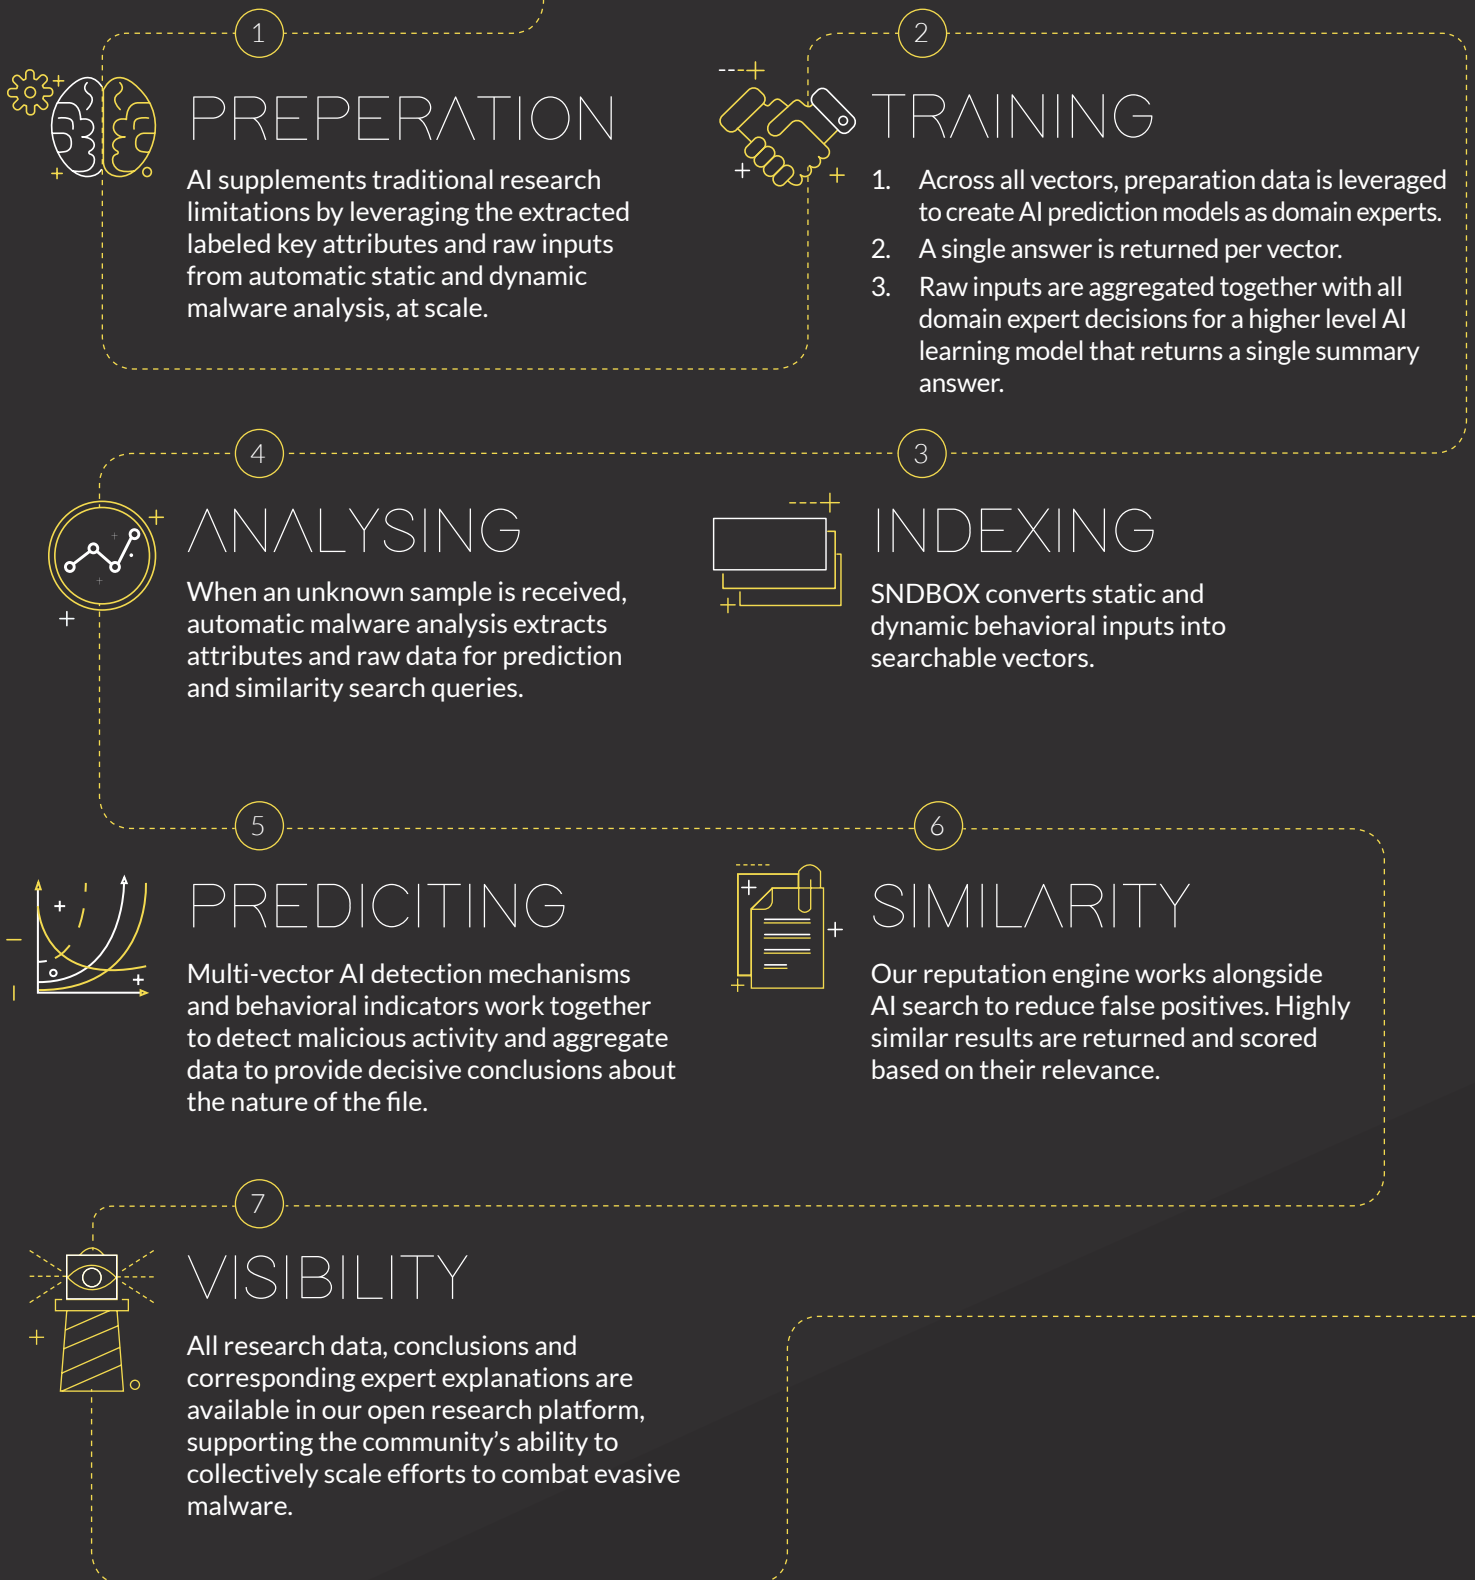 1
PREPERATION
AI supplements traditional research
limitations by leveraging the extracted
labeled key attributes and raw inputs
from automatic static and dynamic
malware analysis, at scale.
2
TRAINING
1. Across all vectors, preparation data is leveraged
to create AI prediction models as domain experts.
2. A single answer is returned per vector.
3. Raw inputs are aggregated together with all
domain expert decisions for a higher level AI
learning model that returns a single summary
answer.
3
INDEXING
SNDBOX converts static and
dynamic behavioral inputs into
searchable vectors.
4
ANALYSING
When an unknown sample is received,
automatic malware analysis extracts
attributes and raw data for prediction
and similarity search queries.
5
PREDICITING
Multi-vector AI detection mechanisms
and behavioral indicators work together
to detect malicious activity and aggregate
data to provide decisive conclusions about
the nature of the file.
6
SIMILARITY
Our reputation engine works alongside
AI search to reduce false positives. Highly
similar results are returned and scored
based on their relevance.
7
VISIBILITY
All research data, conclusions and
corresponding expert explanations are
available in our open research platform,
supporting the community’s ability to
collectively scale efforts to combat evasive
malware.